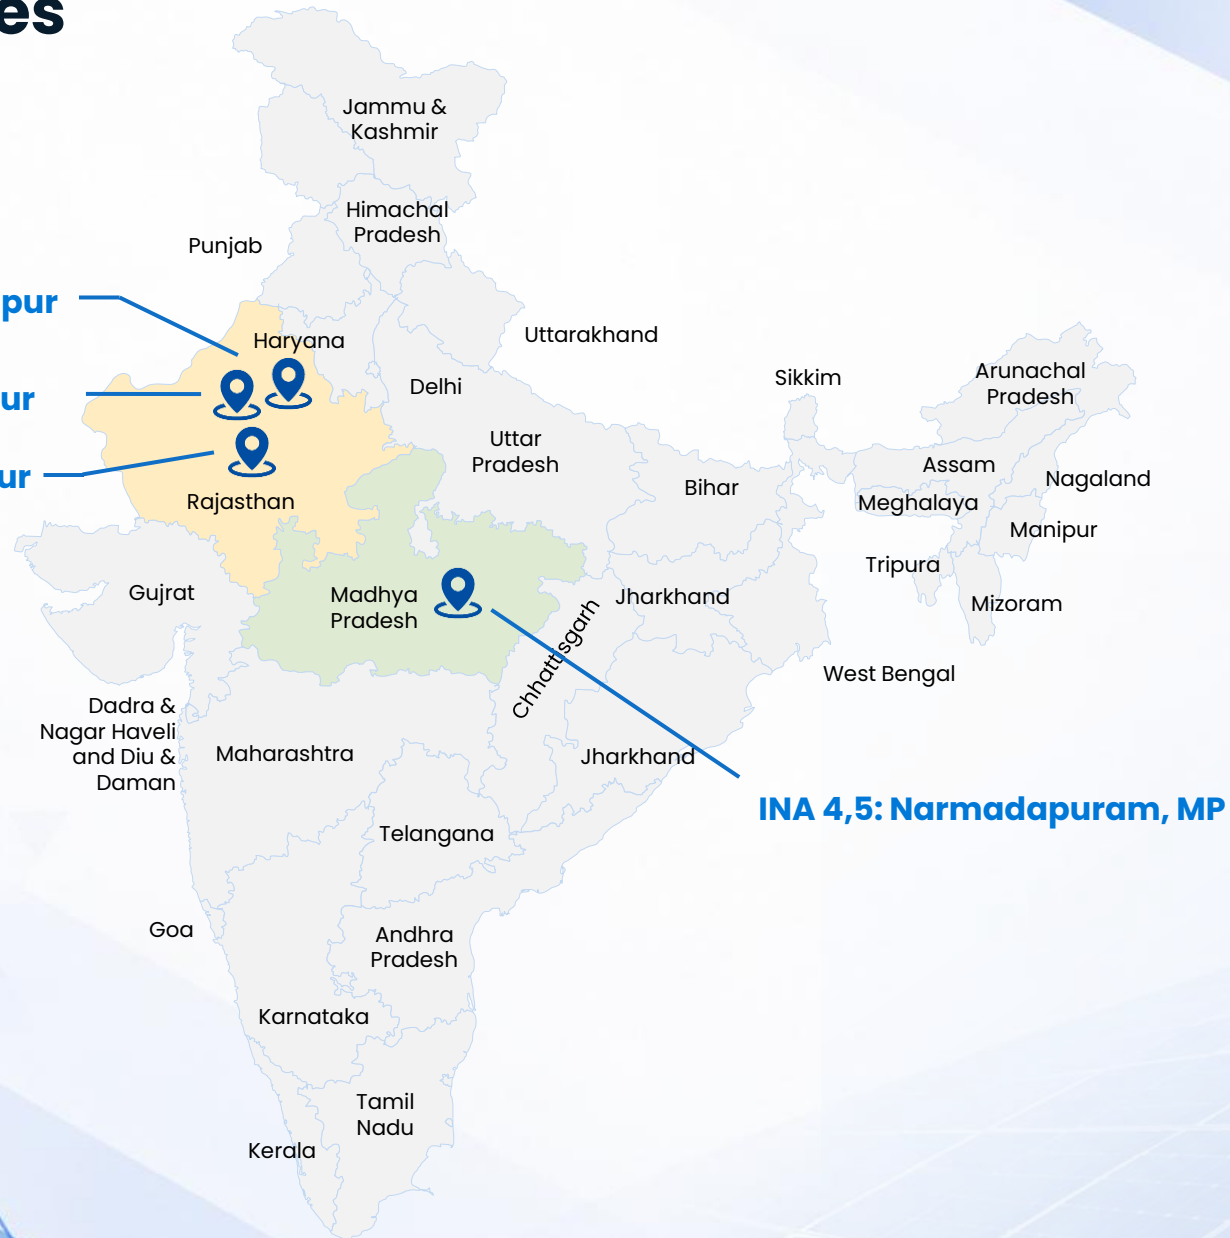 es
Jammu &
Kashmir
Himachal
Pradesh
Punjab
pur
Haryana
Uttarakhand
Delhi
ur
Sikkim
Arunachal
Pradesh
Uttar
Pradesh
Assam
Nagaland
ur
Rajasthan
Bihar
Meghalaya
Manipur
Tripura
Gujrat
Madhya
Pradesh
Jharkhand
Mizoram
Chhattisgarh
West Bengal
Dadra &
Nagar Haveli
and Diu &
Daman
Maharashtra
Jharkhand
INA 4,5: Narmadapuram, MP
Telangana
Goa
Andhra
Pradesh
Karnataka
Tamil
Nadu
Kerala